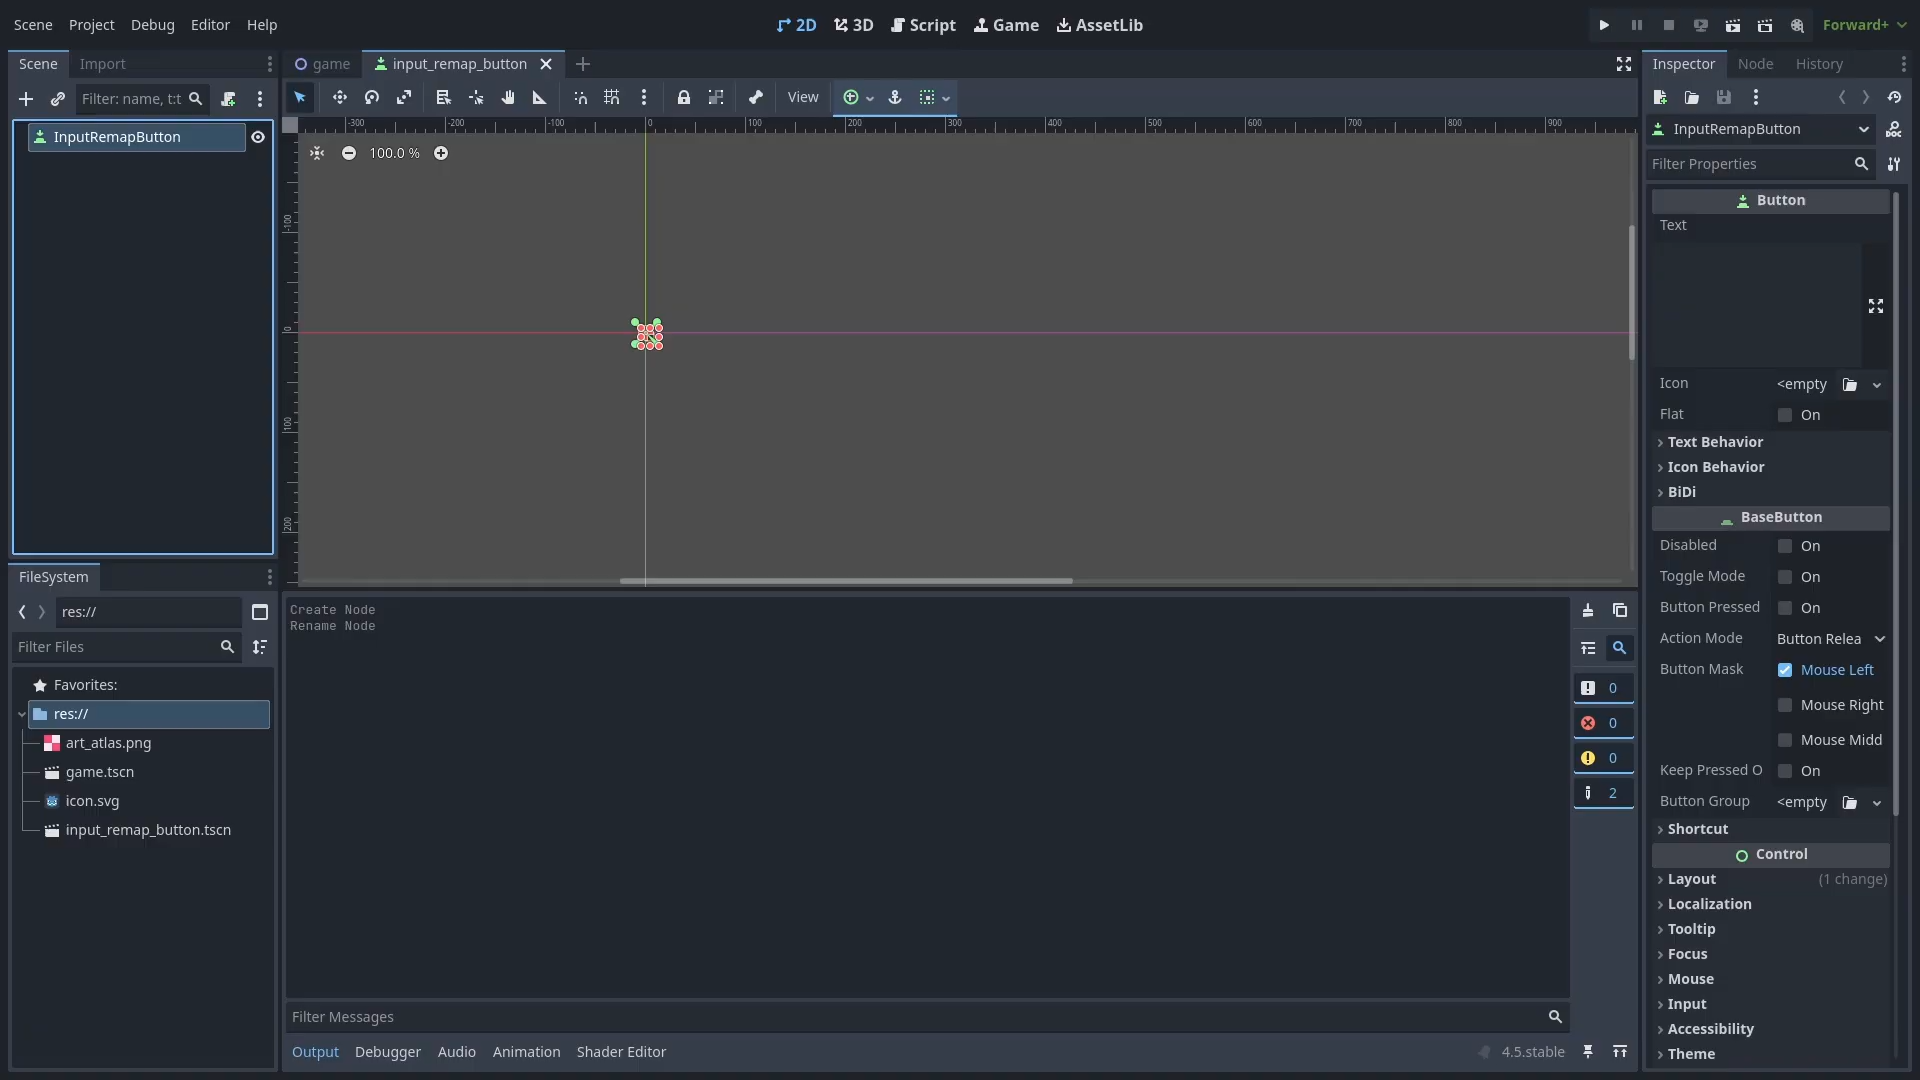 Scene Project Debug Editor Help
2D 3D Script Game AssetLib
Forward+
Scene Import
Filter: name, t:t
InputRemapButton
game input_remap_button
View
-300 -200 -100 0 100 200 300 400 500 600 700 800 900
100.0 %
-100
0
100
200
FileSystem
res://
Filter Files
Favorites:
res://
art_atlas.png
game.tscn
icon.svg
input_remap_button.tscn
Create Node
Rename Node
0
0
0
2
Filter Messages
Output Debugger Audio Animation Shader Editor
4.5.stable
Inspector Node History
InputRemapButton
DOC
Filter Properties
Button
Text
Icon <empty
Flat On
Text Behavior
Icon Behavior
BiDi
BaseButton
Disabled On
Toggle Mode On
Button Pressed On
Action Mode Button Relea
Button Mask Mouse Left
Mouse Right
Mouse Midd
Keep Pressed O On
Button Group <empty
Shortcut
Control
Layout (1 change)
Localization
Tooltip
Focus
Mouse
Input
Accessibility
Theme